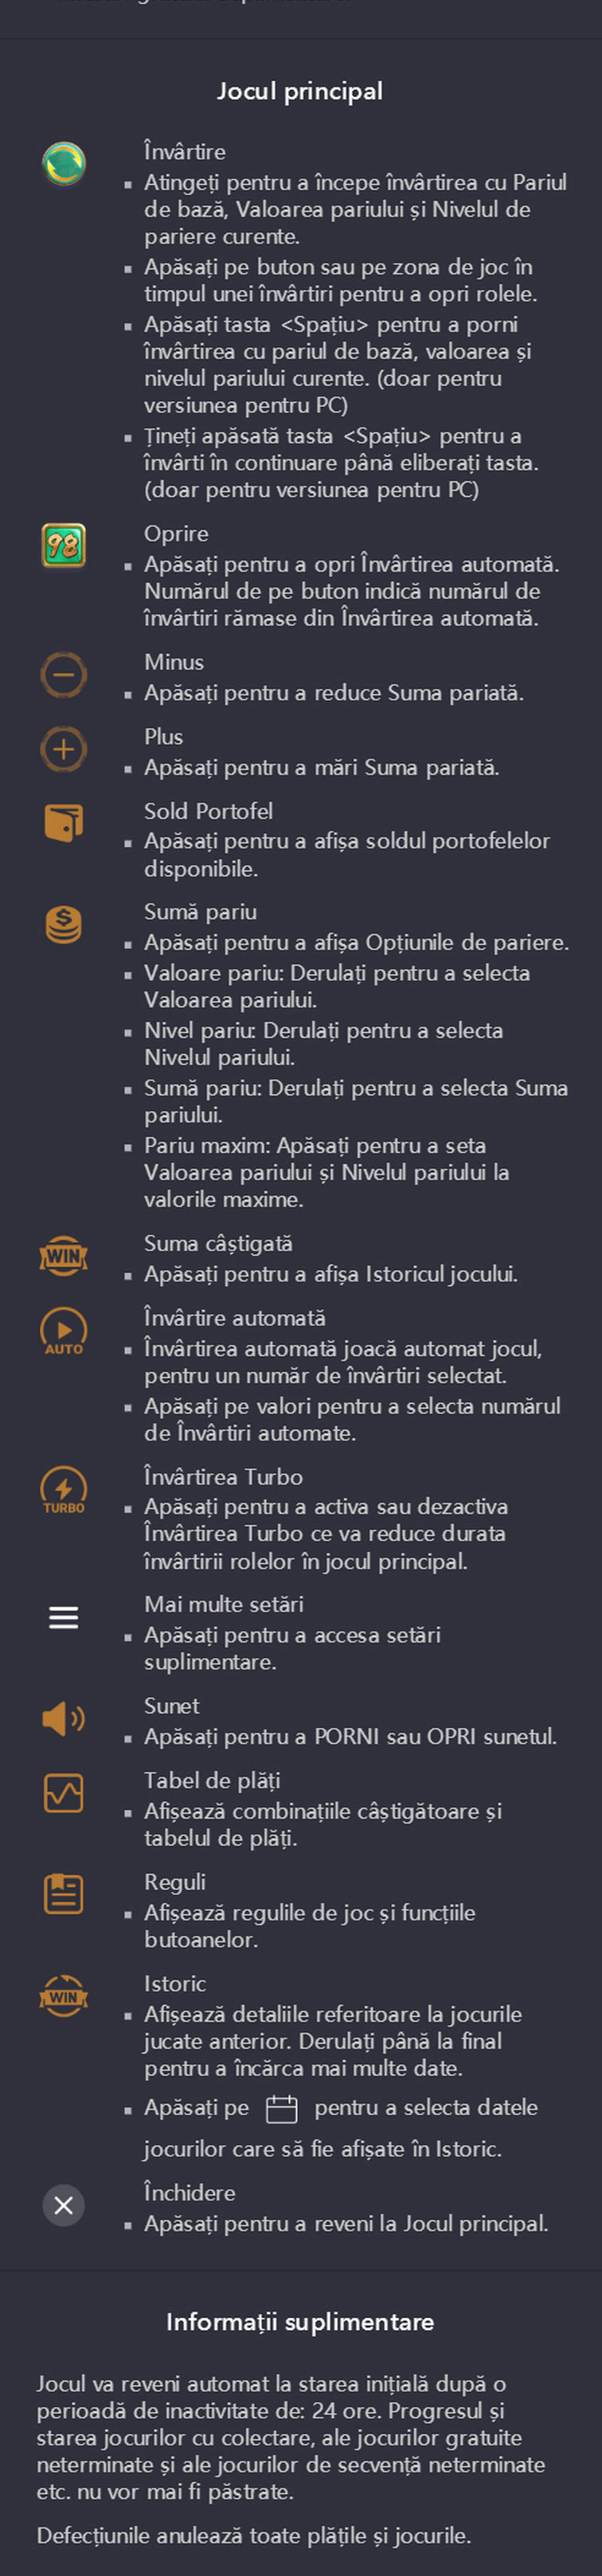 Jocul principal
Învârtire
Atingeți pentru a începe învârtirea cu Pariul
de bază, Valoarea pariului și Nivelul de
pariere curente.
Apăsați pe buton sau pe zona de joc în
timpul unei învârtiri pentru a opri rolele.
Apăsați tasta <Spațiu> pentru a porni
învârtirea cu pariul de bază, valoarea și
nivelul pariului curente. (doar pentru
versiunea pentru PC)
Țineți apăsată tasta <Spațiu> pentru a
învârti în continuare până eliberați tasta.
(doar pentru versiunea pentru PC)
98
Oprire
Apăsați pentru a opri Învârtirea automată.
Numărul de pe buton indică numărul de
învârtiri rămase din Învârtirea automată.
Minus
Apăsați pentru a reduce Suma pariată.
Plus
Apăsați pentru a mări Suma pariată.
Sold Portofel
Apăsați pentru a afișa soldul portofelelor
disponibile.
Sumă pariu
Apăsați pentru a afișa Opțiunile de pariere.
Valoare pariu: Derulați pentru a selecta
Valoarea pariului.
Nivel pariu: Derulați pentru a selecta
Nivelul pariului.
Sumă pariu: Derulați pentru a selecta Suma
pariului.
Pariu maxim: Apăsați pentru a seta
Valoarea pariului și Nivelul pariului la
valorile maxime.
WIN
Suma câștigată
Apăsați pentru a afișa Istoricul jocului.
AUTO
Învârtire automată
Învârtirea automată joacă automat jocul,
pentru un număr de învârtiri selectat.
Apăsați pe valori pentru a selecta numărul
de Învârtiri automate.
TURBO
Învârtirea Turbo
Apăsați pentru a activa sau dezactiva
Învârtirea Turbo ce va reduce durata
învârtirii rolelor în jocul principal.
Mai multe setări
Apăsați pentru a accesa setări
suplimentare.
Sunet
Apăsați pentru a PORNI sau OPRI sunetul.
Tabel de plăți
Afișează combinațiile câștigătoare și
tabelul de plăți.
Reguli
Afișează regulile de joc și funcțiile
butoanelor.
WIN
Istoric
Afișează detaliile referitoare la jocurile
jucate anterior. Derulați până la final
pentru a încărca mai multe date.
Apăsați pe pentru a selecta datele
jocurilor care să fie afișate în Istoric.
Închidere
Apăsați pentru a reveni la Jocul principal.
Informații suplimentare
Jocul va reveni automat la starea inițială după o
perioadă de inactivitate de: 24 ore. Progresul și
starea jocurilor cu colectare, ale jocurilor gratuite
neterminate și ale jocurilor de secvență neterminate
etc. nu vor mai fi păstrate.
Defecțiunile anulează toate plățile și jocurile.